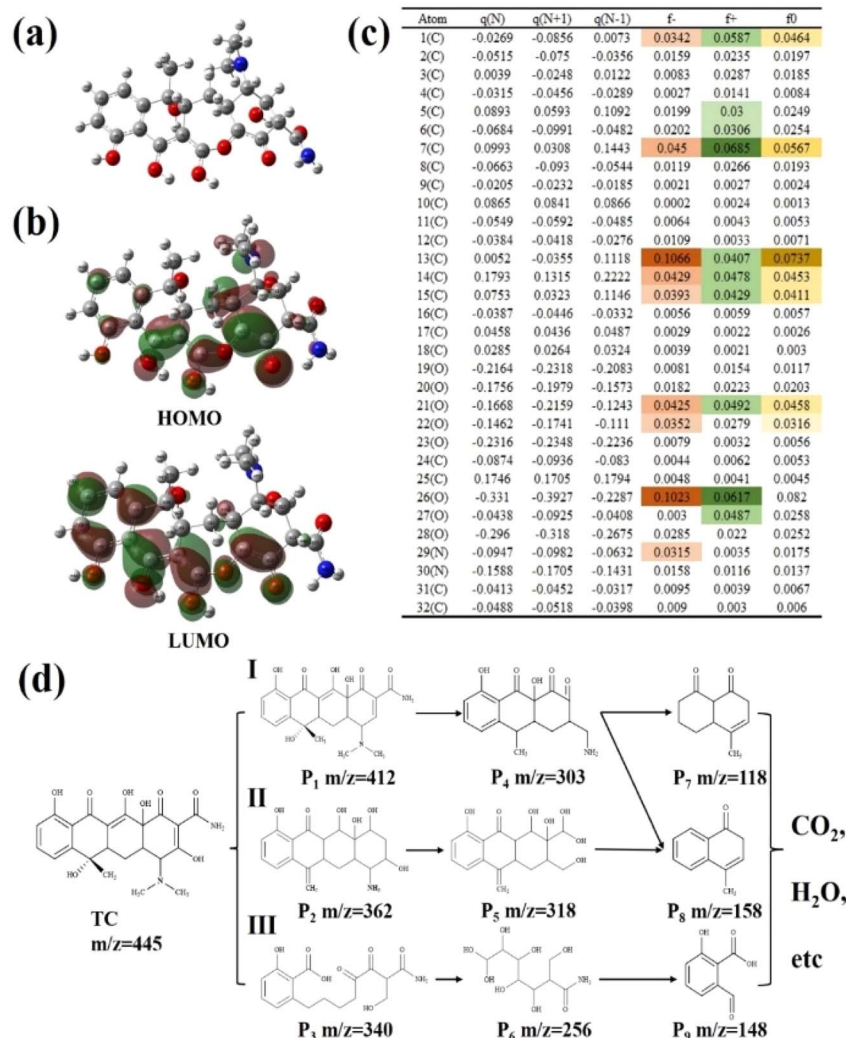 (a)
(b)
HOMO
LUMO
(c)
Atom q(N) q(N+1) q(N-1) f- f+ f0
1(C) -0.0269 -0.0856 0.0073 0.0342 0.0587 0.0464
2(C) -0.0515 -0.075 -0.0356 0.0159 0.0235 0.0197
3(C) 0.0039 -0.0248 0.0122 0.0083 0.0287 0.0185
4(C) -0.0315 -0.0456 -0.0289 0.0027 0.0141 0.0084
5(C) 0.0893 0.0593 0.1092 0.0199 0.03 0.0249
6(C) -0.0684 -0.0991 -0.0482 0.0202 0.0306 0.0254
7(C) 0.0993 0.0308 0.1443 0.045 0.0685 0.0567
8(C) -0.0663 -0.093 -0.0544 0.0119 0.0266 0.0193
9(C) -0.0205 -0.0232 -0.0185 0.0021 0.0027 0.0024
10(C) 0.0865 0.0841 0.0866 0.0002 0.0024 0.0013
11(C) -0.0549 -0.0592 -0.0485 0.0064 0.0043 0.0053
12(C) -0.0384 -0.0418 -0.0276 0.0109 0.0033 0.0071
13(C) 0.0052 -0.0355 0.1118 0.1066 0.0407 0.0737
14(C) 0.1793 0.1315 0.2222 0.0429 0.0478 0.0453
15(C) 0.0753 0.0323 0.1146 0.0393 0.0429 0.0411
16(C) -0.0387 -0.0446 -0.0332 0.0056 0.0059 0.0057
17(C) 0.0458 0.0436 0.0487 0.0029 0.0022 0.0026
18(C) 0.0285 0.0264 0.0324 0.0039 0.0021 0.003
19(O) -0.2164 -0.2318 -0.2083 0.0081 0.0154 0.0117
20(O) -0.1756 -0.1979 -0.1573 0.0182 0.0223 0.0203
21(O) -0.1668 -0.2159 -0.1243 0.0425 0.0492 0.0458
22(O) -0.1462 -0.1741 -0.111 0.0352 0.0279 0.0316
23(O) -0.2316 -0.2348 -0.2236 0.0079 0.0032 0.0056
24(C) -0.0874 -0.0936 -0.083 0.0044 0.0062 0.0053
25(C) 0.1746 0.1705 0.1794 0.0048 0.0041 0.0045
26(O) -0.331 -0.3927 -0.2287 0.1023 0.0617 0.082
27(O) -0.0438 -0.0925 -0.0408 0.003 0.0487 0.0258
28(O) -0.296 -0.318 -0.2675 0.0285 0.022 0.0252
29(N) -0.0947 -0.0982 -0.0632 0.0315 0.0035 0.0175
30(N) -0.1588 -0.1705 -0.1431 0.0158 0.0116 0.0137
31(C) -0.0413 -0.0452 -0.0317 0.0095 0.0039 0.0067
32(C) -0.0488 -0.0518 -0.0398 0.009 0.003 0.006
(d)
TC
m/z=445
I
P1 m/z=412
P4 m/z=303
P7 m/z=118
II
P2 m/z=362
P5 m/z=318
P8 m/z=158
III
P3 m/z=340
P6 m/z=256
P9 m/z=148
CO2,
H2O,
etc